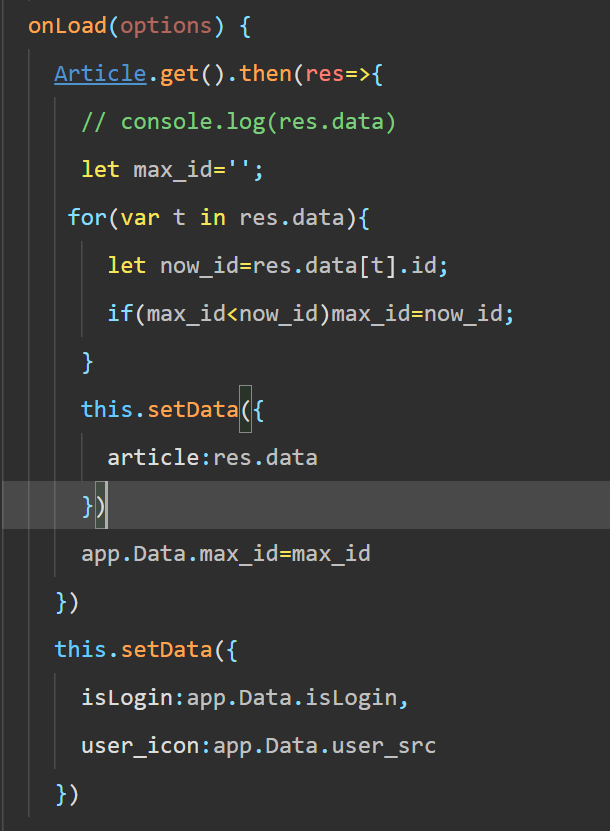 onLoad(options) {
Article.get().then(res=>{
// console.log(res.data)
let max_id='';
for(var t in res.data){
let now_id=res.data[t].id;
if(max_id<now_id)max_id=now_id;
}
this.setData({
article:res.data
})
app.Data.max_id=max_id
})
this.setData({
isLogin:app.Data.isLogin,
user_icon:app.Data.user_src
})